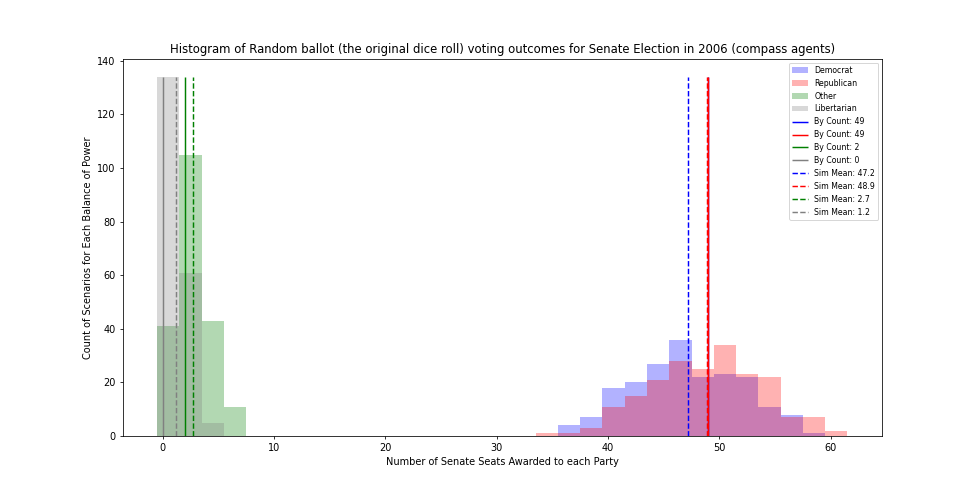 Histogram of Random ballot (the original dice roll) voting outcomes for Senate Election in 2006 (compass agents)
140
120
100
80
60
40
20
0
Count of Scenarios for Each Balance of Power
Democrat
Republican
Other
Libertarian
By Count: 49
By Count: 49
By Count: 2
By Count: 0
Sim Mean: 47.2
Sim Mean: 48.9
Sim Mean: 2.7
Sim Mean: 1.2
0 10 20 30 40 50 60
Number of Senate Seats Awarded to each Party